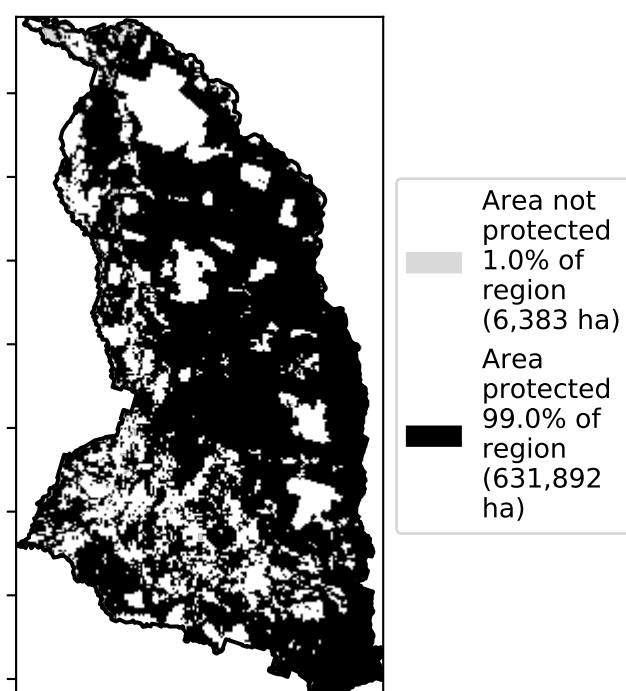 Area not
protected
1.0% of
region
(6,383 ha)
Area
protected
99.0% of
region
(631,892
ha)